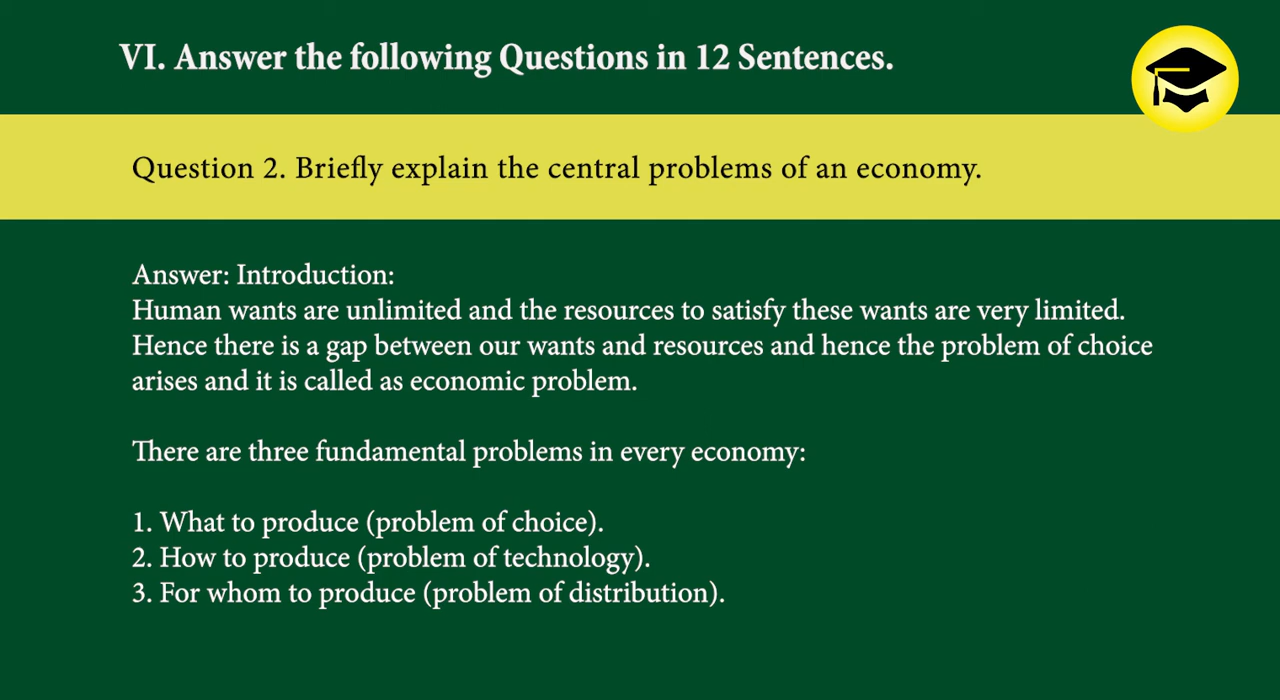 VI. Answer the following Questions in 12 Sentences.
Question 2. Briefly explain the central problems of an economy.
Answer: Introduction:
Human wants are unlimited and the resources to satisfy these wants are very limited.
Hence there is a gap between our wants and resources and hence the problem of choice
arises and it is called as economic problem.
There are three fundamental problems in every economy:
1. What to produce (problem of choice).
2. How to produce (problem of technology).
3. For whom to produce (problem of distribution).